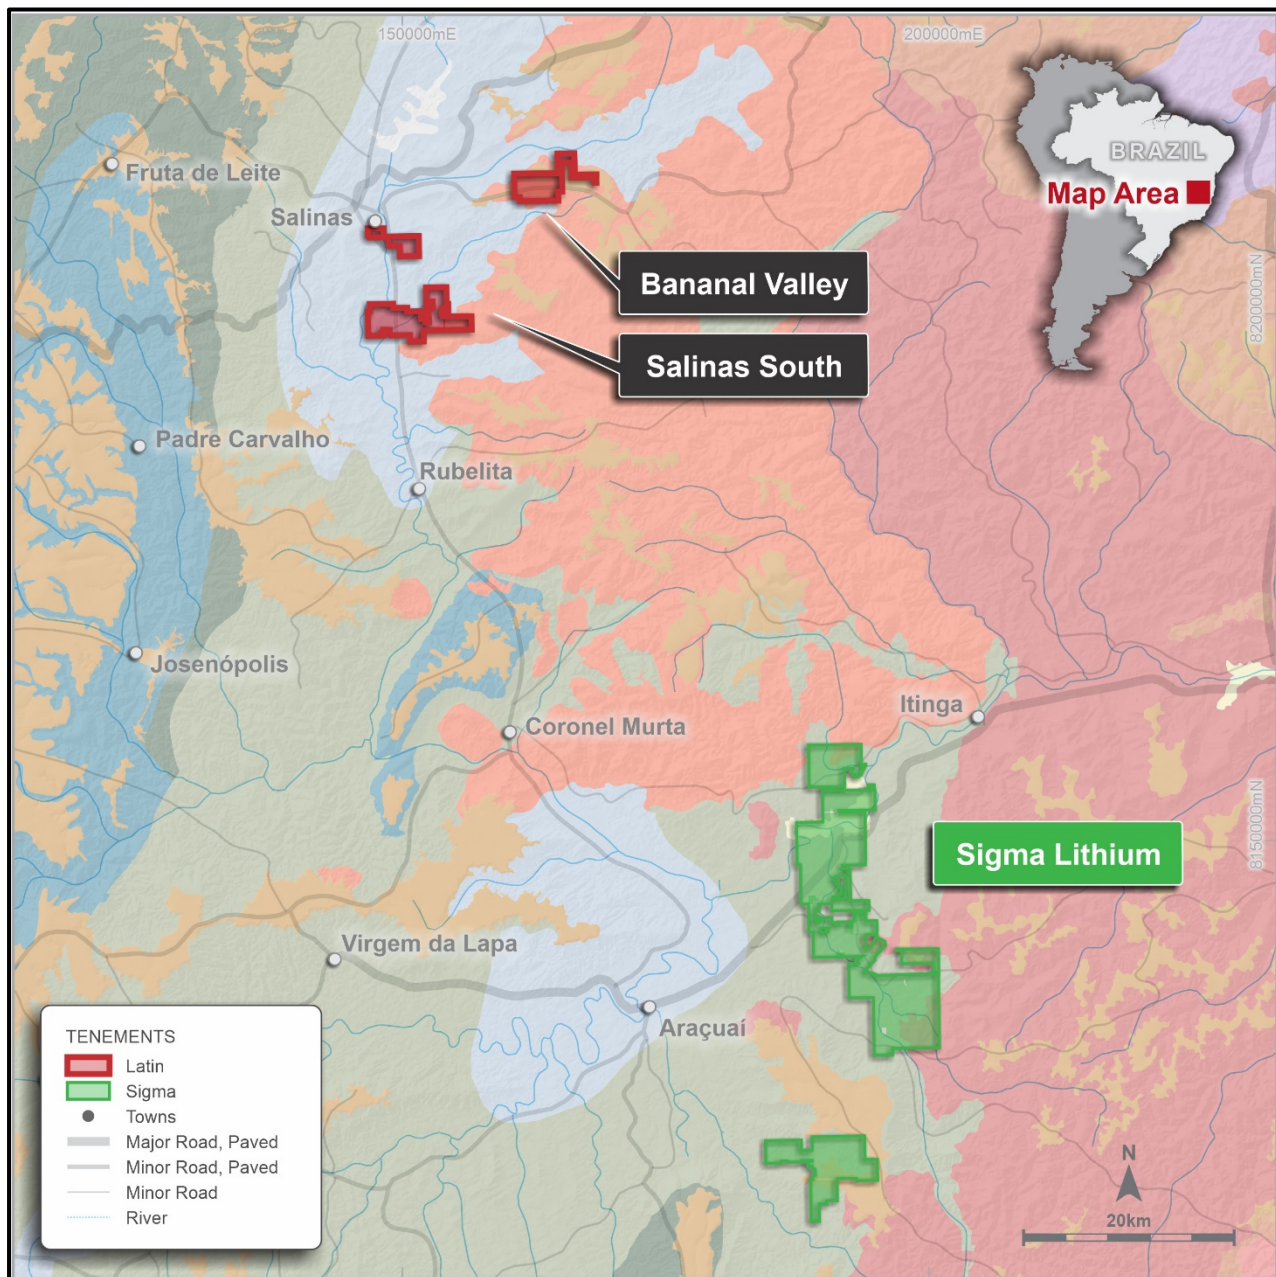 150000mE
200000mE
BRAZIL
Map Area
Fruta de Leite
Salinas
Bananal Valley
8200000mN
Salinas South
Padre Carvalho
Rubelita
Josenópolis
Itinga
Coronel Murta
8150000mN
Sigma Lithium
Virgem da Lapa
Araçuaí
TENEMENTS
Latin
Sigma
Towns
Major Road, Paved
Minor Road, Paved
Minor Road
River
N
20km